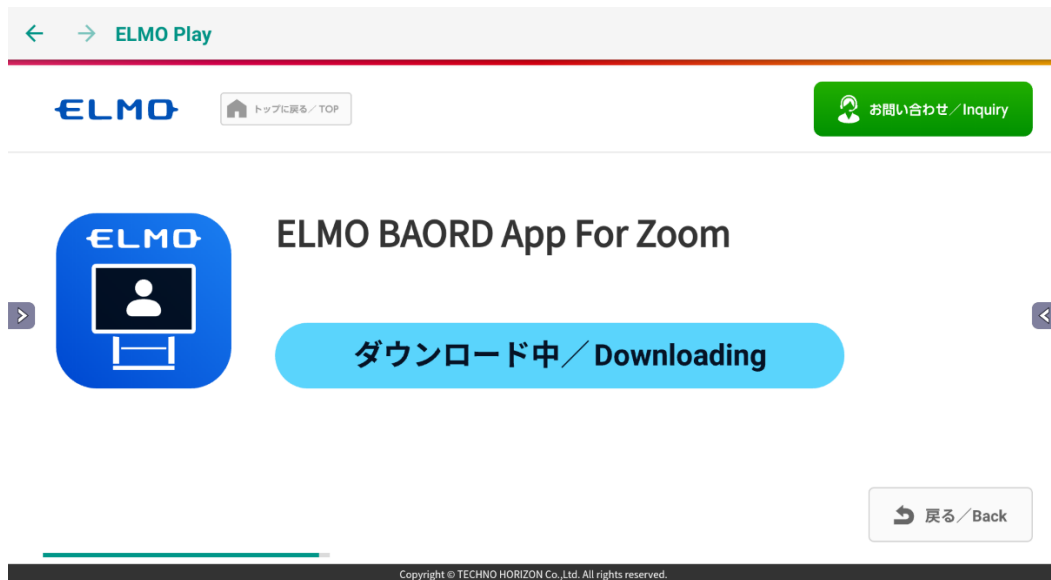 ELMO Play
ELMO
トップに戻る／TOP
お問い合わせ／Inquiry
ELMO
ELMO BAORD App For Zoom
ダウンロード中／Downloading
戻る／Back
Copyright © TECHNO HORIZON Co.,Ltd. All rights reserved.